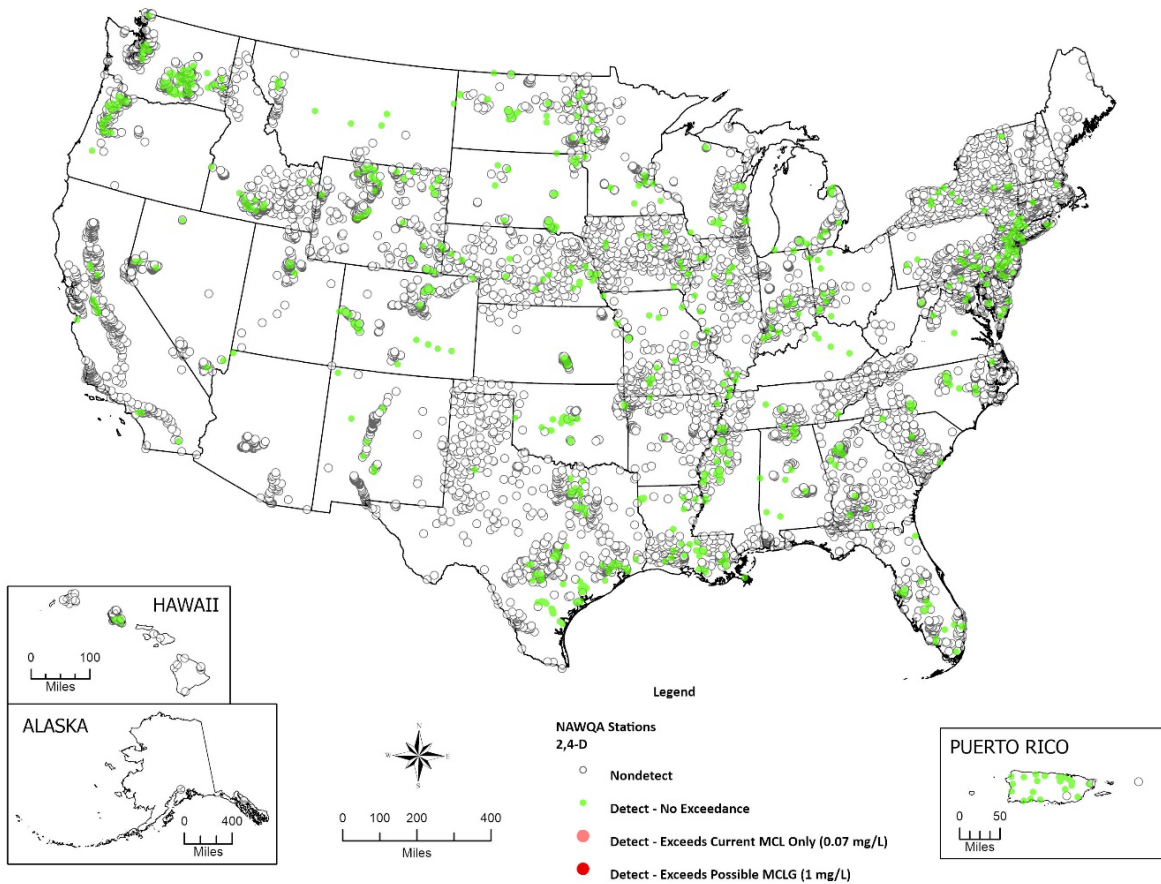 HAWAII
0 100
Miles
ALASKA
0 400
Miles
N
W E
S
0 100 200 400
Miles
Legend
NAWQA Stations
2,4-D
Nondetect
Detect - No Exceedance
Detect - Exceeds Current MCL Only (0.07 mg/L)
Detect - Exceeds Possible MCLG (1 mg/L)
PUERTO RICO
0 50
Miles